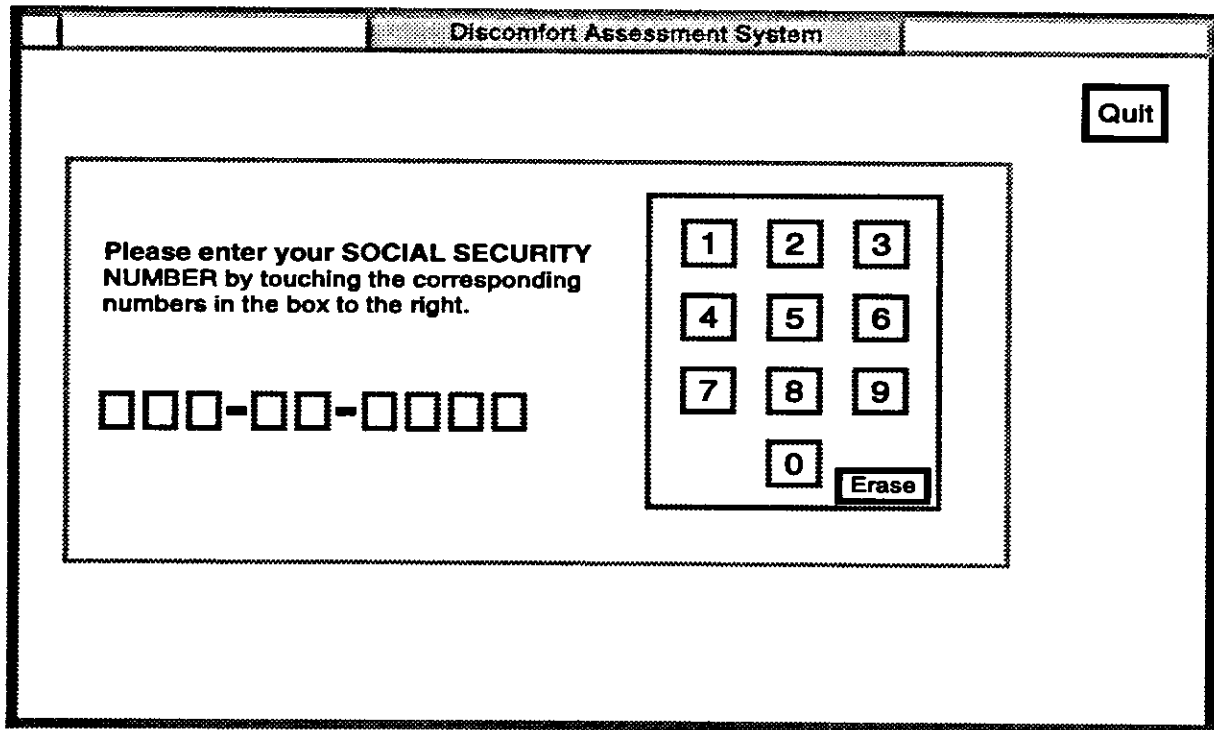 Discomfort Assessment System
Quit
Please enter your SOCIAL SECURITY
NUMBER by touching the corresponding
numbers in the box to the right.
1 2 3
4 5 6
7 8 9
0
Erase